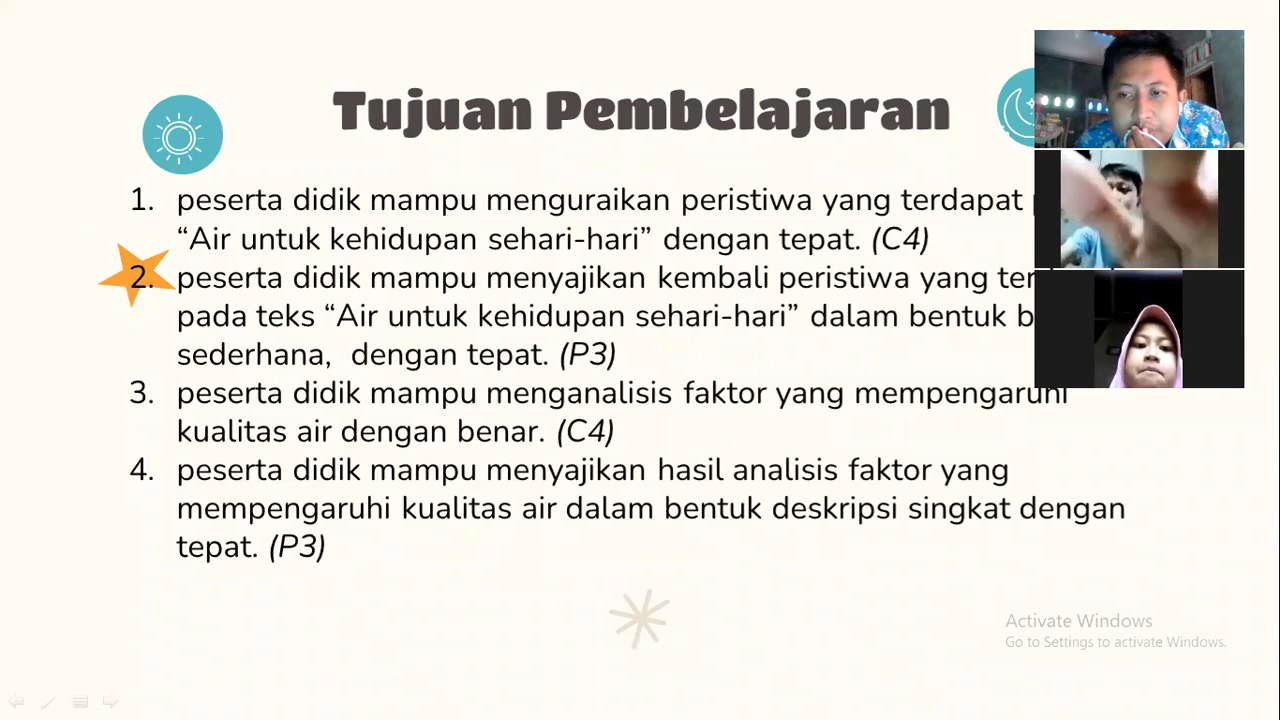 Tujuan Pembelajaran
1. peserta didik mampu menguraikan peristiwa yang terdapat
“Air untuk kehidupan sehari-hari” dengan tepat. (C4)
2. peserta didik mampu menyajikan kembali peristiwa yang
pada teks “Air untuk kehidupan sehari-hari” dalam bentuk
sederhana, dengan tepat. (P3)
3. peserta didik mampu menganalisis faktor yang mempengaruhi
kualitas air dengan benar. (C4)
4. peserta didik mampu menyajikan hasil analisis faktor yang
mempengaruhi kualitas air dalam bentuk deskripsi singkat dengan
tepat. (P3)
Activate Windows
Go to Settings to activate Windows.